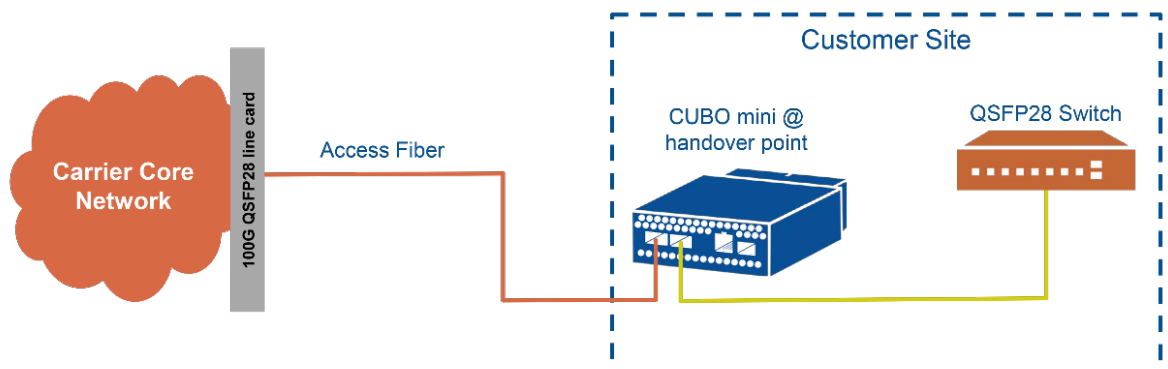 Customer Site
Carrier Core
Network
100G QSFP28 line card
Access Fiber
CUBO mini @
handover point
QSFP28 Switch